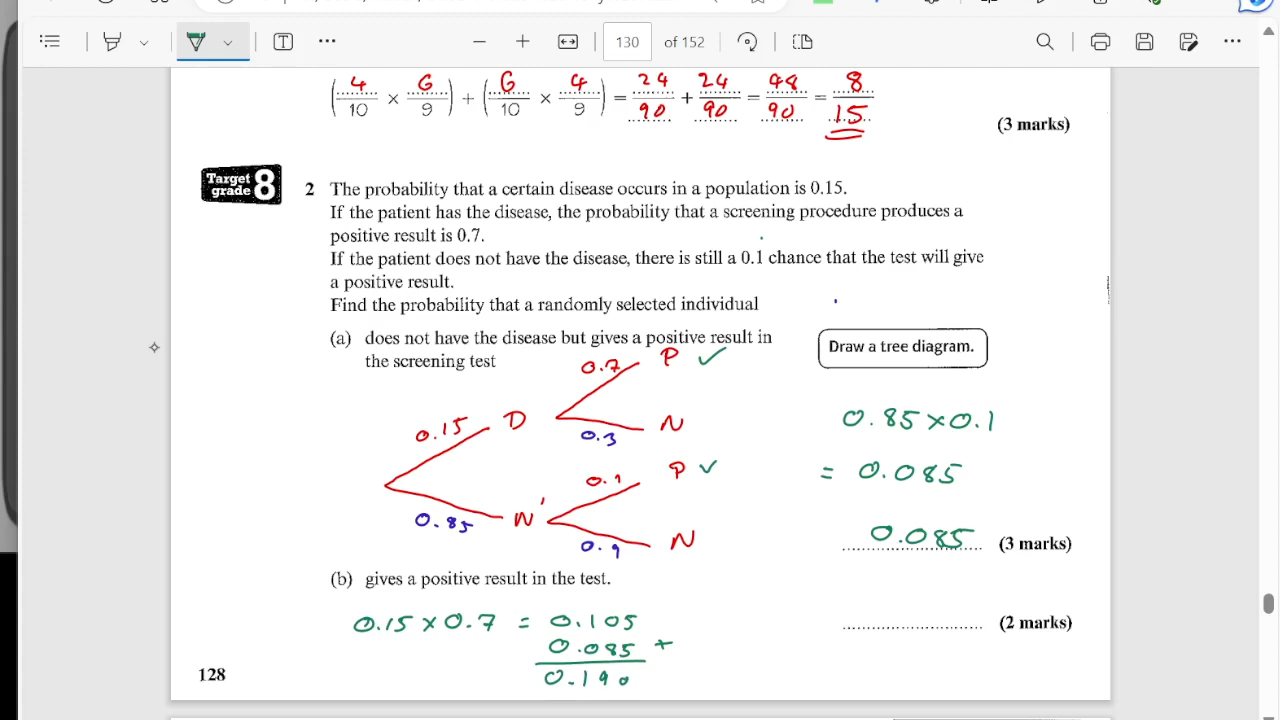 130 of 152
(4/10 × 6/9) + (6/10 × 4/9) = 24/90 + 24/90 = 48/90 = 8/15
(3 marks)
Target grade 8
2 The probability that a certain disease occurs in a population is 0.15.
If the patient has the disease, the probability that a screening procedure produces a
positive result is 0.7.
If the patient does not have the disease, there is still a 0.1 chance that the test will give
a positive result.
Find the probability that a randomly selected individual
(a) does not have the disease but gives a positive result in
the screening test
Draw a tree diagram.
0.7 P ✓
0.15 D
0.3 N
0.85 × 0.1
0.1 P ✓
= 0.085
0.85 N'
0.9 N
0.085 (3 marks)
(b) gives a positive result in the test.
0.15 × 0.7 = 0.105
(2 marks)
0.085 +
0.190
128